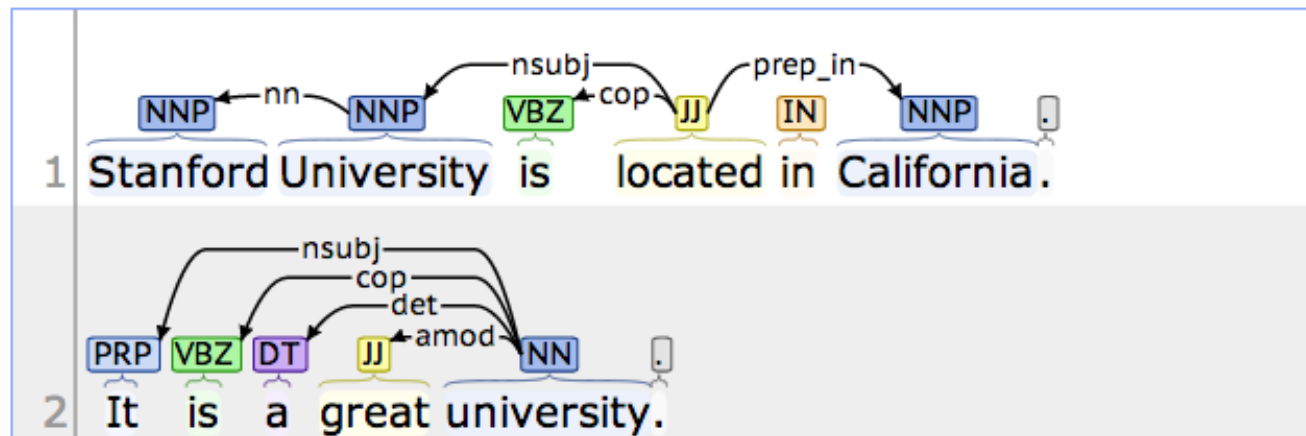 nsubj prep_in
NNP nn NNP VBZ cop JJ IN NNP .
1 Stanford University is located in California.
nsubj
cop
det
PRP VBZ DT JJ amod NN .
2 It is a great university.